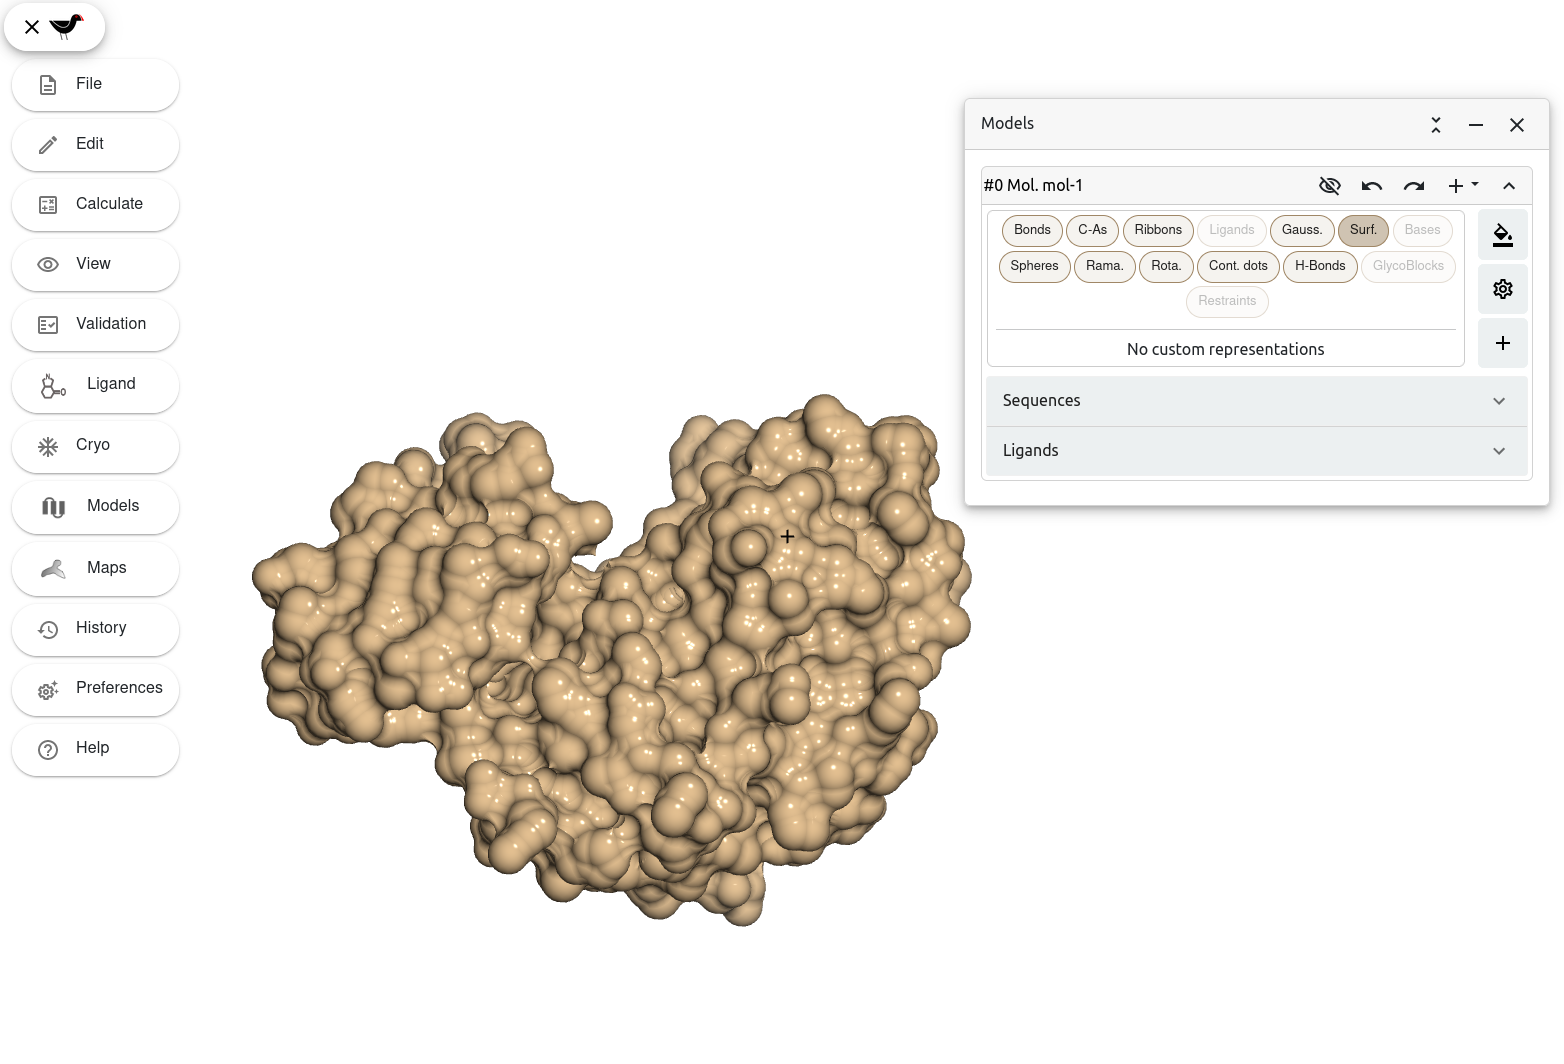 File
Edit
Calculate
View
Validation
Ligand
Cryo
Models
Maps
History
Preferences
Help
Models
#0 Mol. mol-1
Bonds C-As Ribbons Ligands Gauss. Surf. Bases
Spheres Rama. Rota. Cont. dots H-Bonds GlycoBlocks
Restraints
No custom representations
Sequences
Ligands